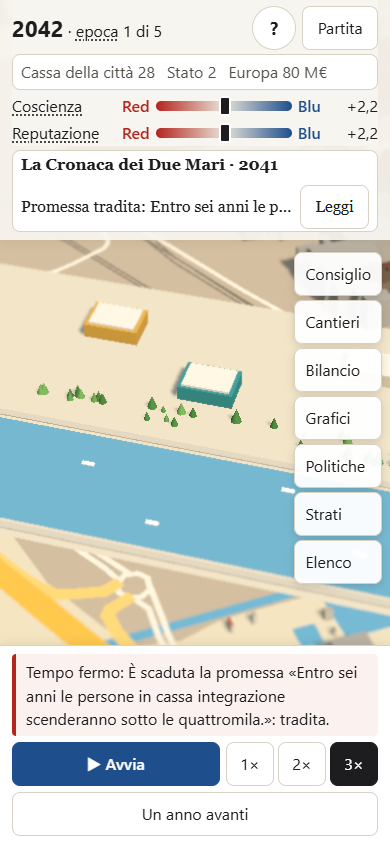 2042 · epoca 1 di 5
?
Partita
Cassa della città 28 Stato 2 Europa 80 M€
Coscienza Red Blu +2,2
Reputazione Red Blu +2,2
La Cronaca dei Due Mari · 2041
Promessa tradita: Entro sei anni le p...
Leggi
Consiglio
Cantieri
Bilancio
Grafici
Politiche
Strati
Elenco
Tempo fermo: È scaduta la promessa «Entro sei
anni le persone in cassa integrazione
scenderanno sotto le quattromila.»: tradita.
▶ Avvia
1×
2×
3×
Un anno avanti